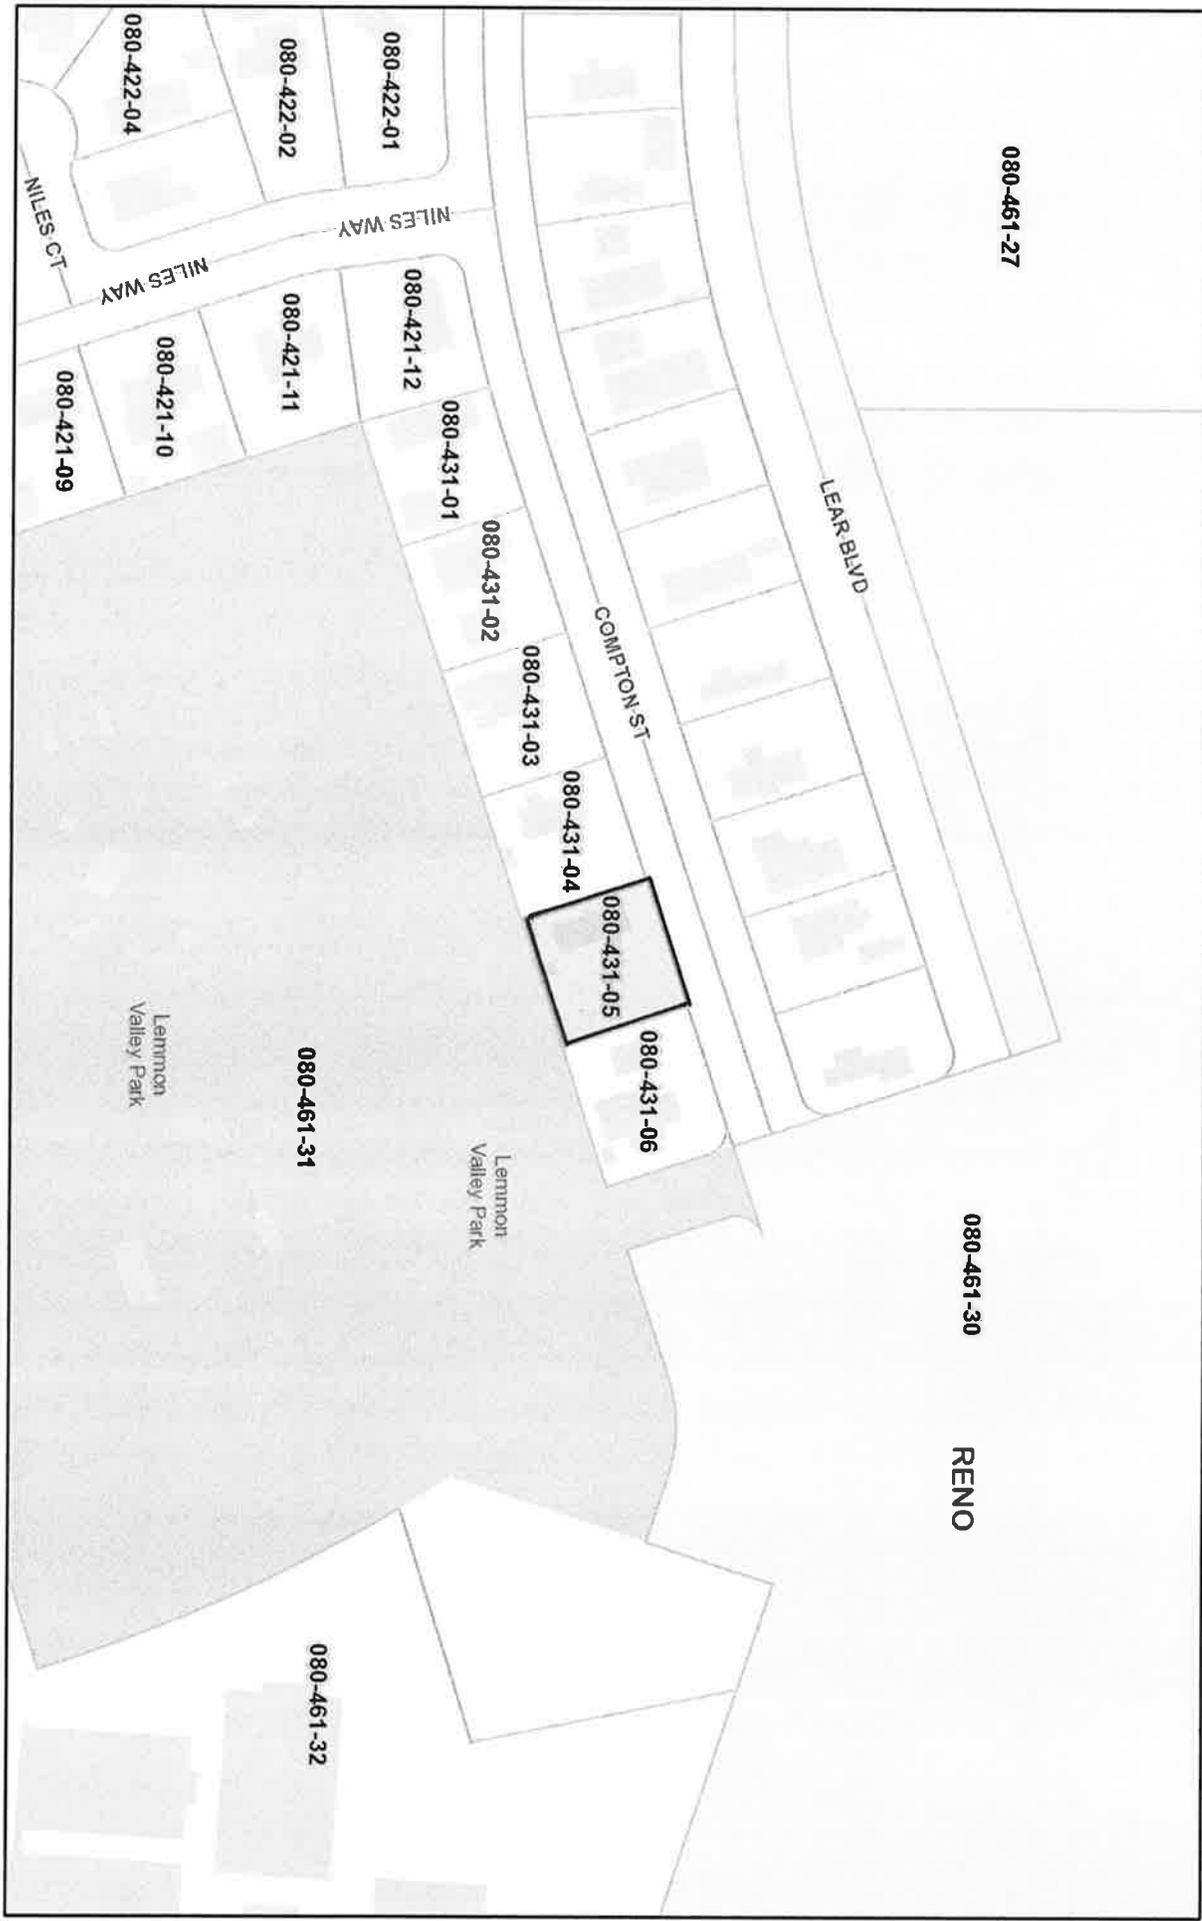 080-461-27
080-461-30
RENO
LEAR BLVD
COMPTON ST
080-422-01
080-422-02
080-422-04
NILES WAY
NILES WAY
NILES CT
080-421-12
080-421-11
080-421-10
080-421-09
080-431-01
080-431-02
080-431-03
080-431-04
080-431-05
080-431-06
Lemmon
Valley Park
080-461-31
Lemmon
Valley Park
080-461-32